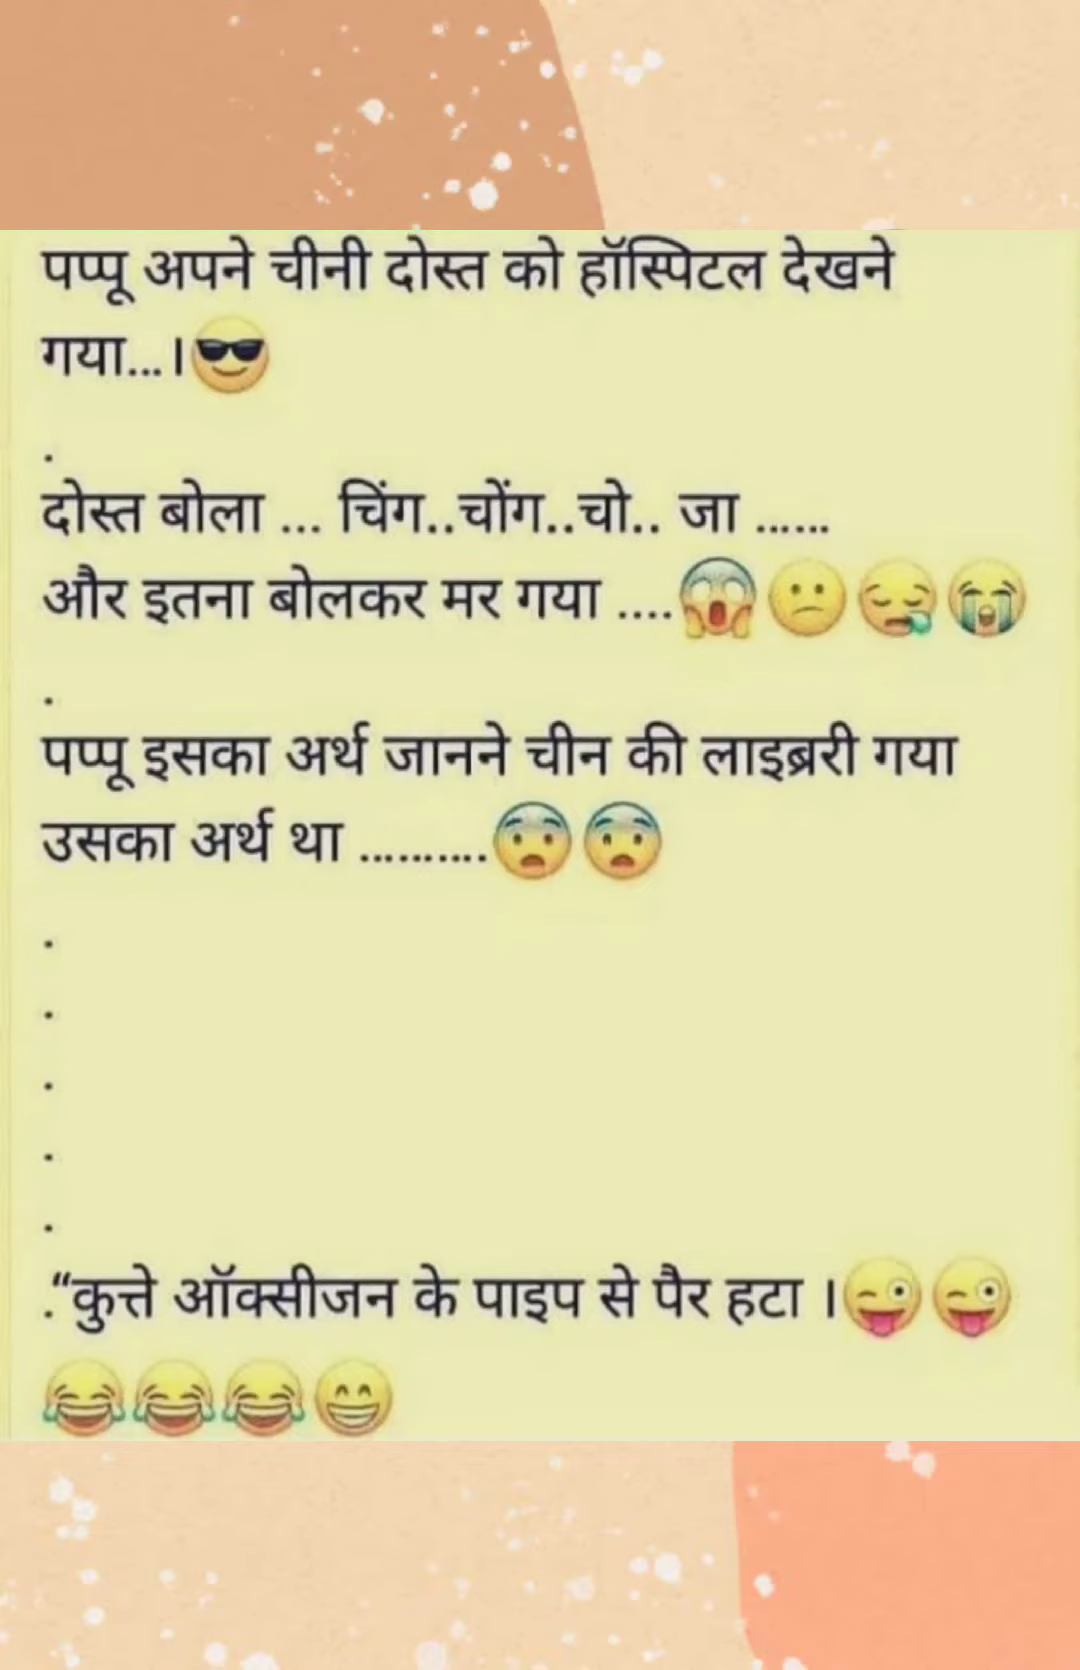 पप्पू अपने चीनी दोस्त को हॉस्पिटल देखने
गया...।😎
.
दोस्त बोला ... चिंग..चोंग..चो.. जा ......
और इतना बोलकर मर गया ....😱😕😪😭
.
पप्पू इसका अर्थ जानने चीन की लाइब्ररी गया
उसका अर्थ था ..........😨😨
.
.
.
.
.
."कुत्ते ऑक्सीजन के पाइप से पैर हटा ।😜😜
😂😂😂😁